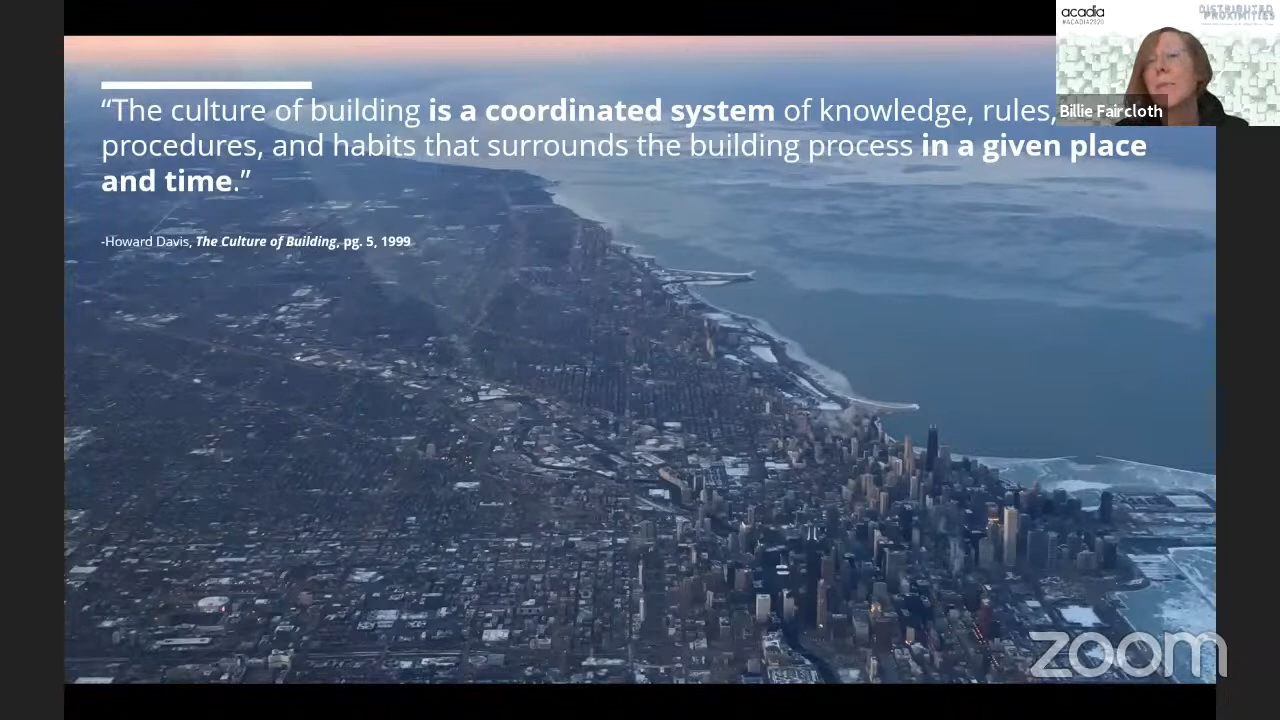 acadia
#ACADIA2020
DISTRIBUTED
PROXIMITIES
Billie Faircloth
“The culture of building is a coordinated system of knowledge, rules,
procedures, and habits that surrounds the building process in a given place
and time.”
-Howard Davis, The Culture of Building, pg. 5, 1999
zoom